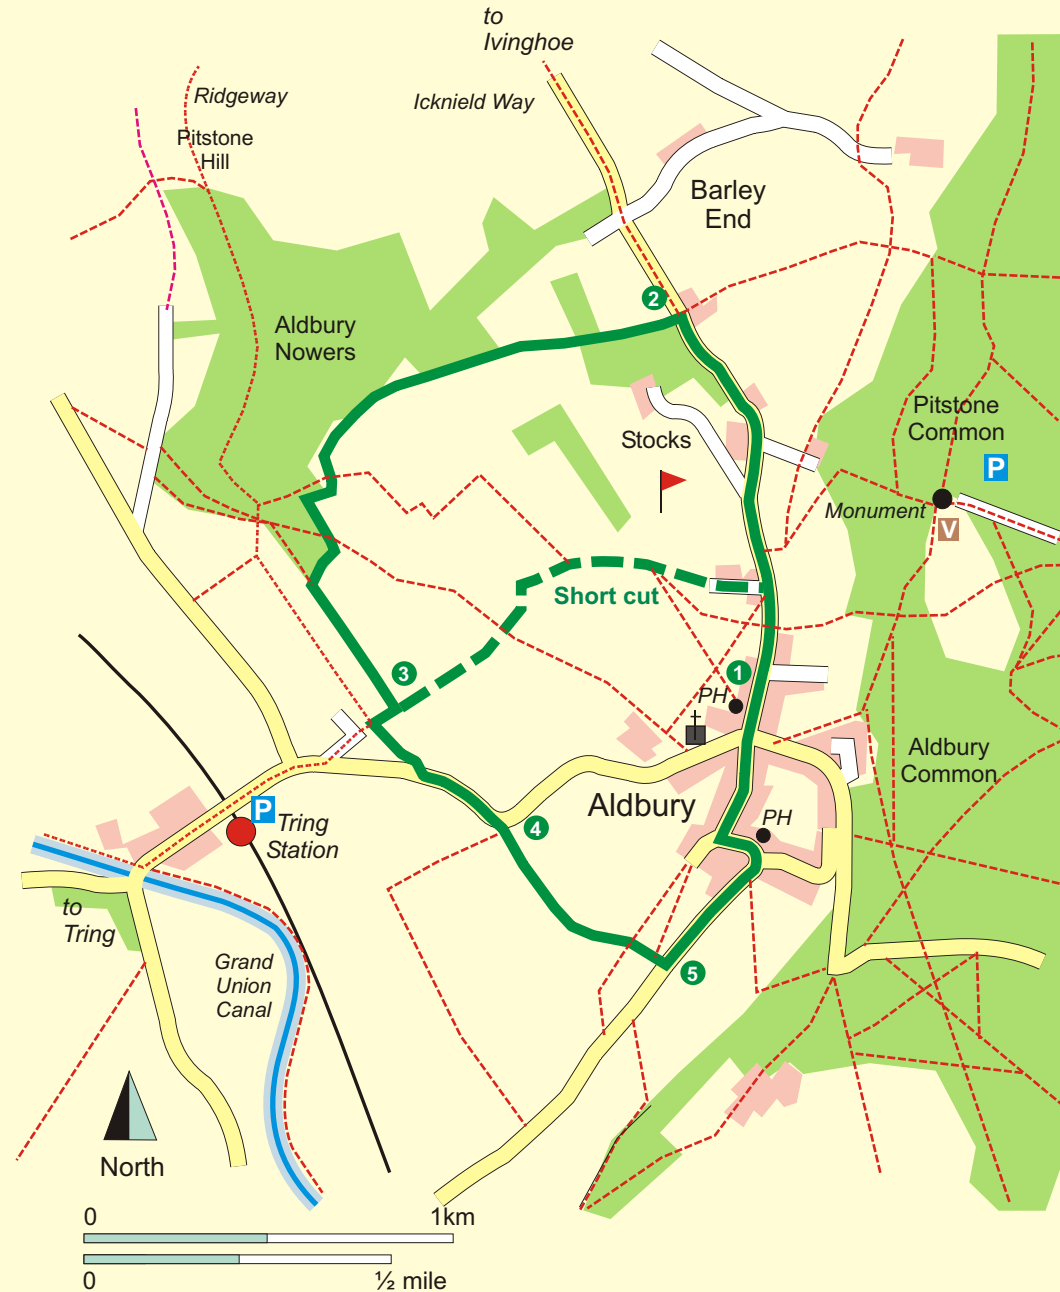 to
Ivinghoe
Ridgeway
Icknield Way
Pitstone
Hill
Barley
End
2
Aldbury
Nowers
Pitstone
Common
Stocks
P
Monument
V
Short cut
3
1
PH
Aldbury
Common
Aldbury
P
Tring
Station
4
PH
to
Tring
Grand
Union
Canal
5
North
0
1km
0
½ mile